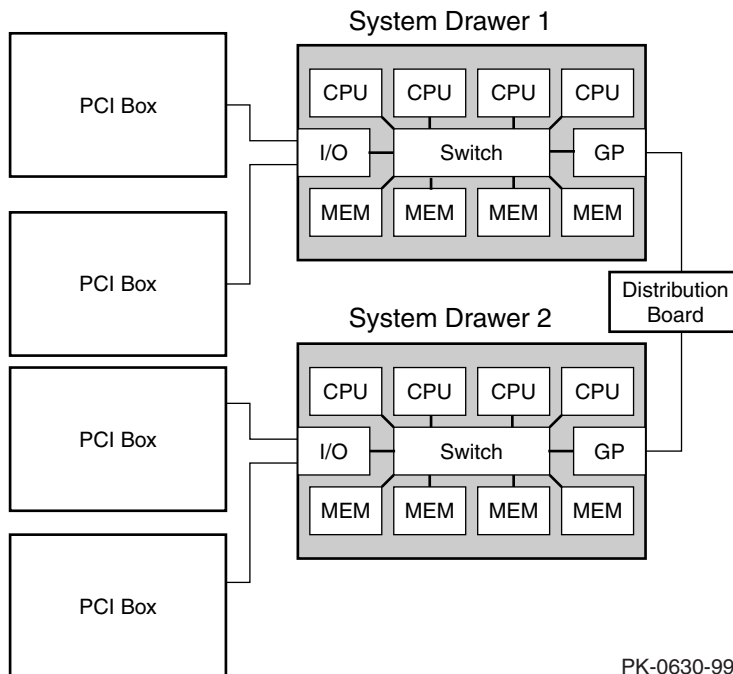 System Drawer 1
PCI Box
CPU CPU CPU CPU
I/O Switch GP
MEM MEM MEM MEM
PCI Box
Distribution
Board
System Drawer 2
PCI Box
CPU CPU CPU CPU
I/O Switch GP
MEM MEM MEM MEM
PCI Box
PK-0630-99